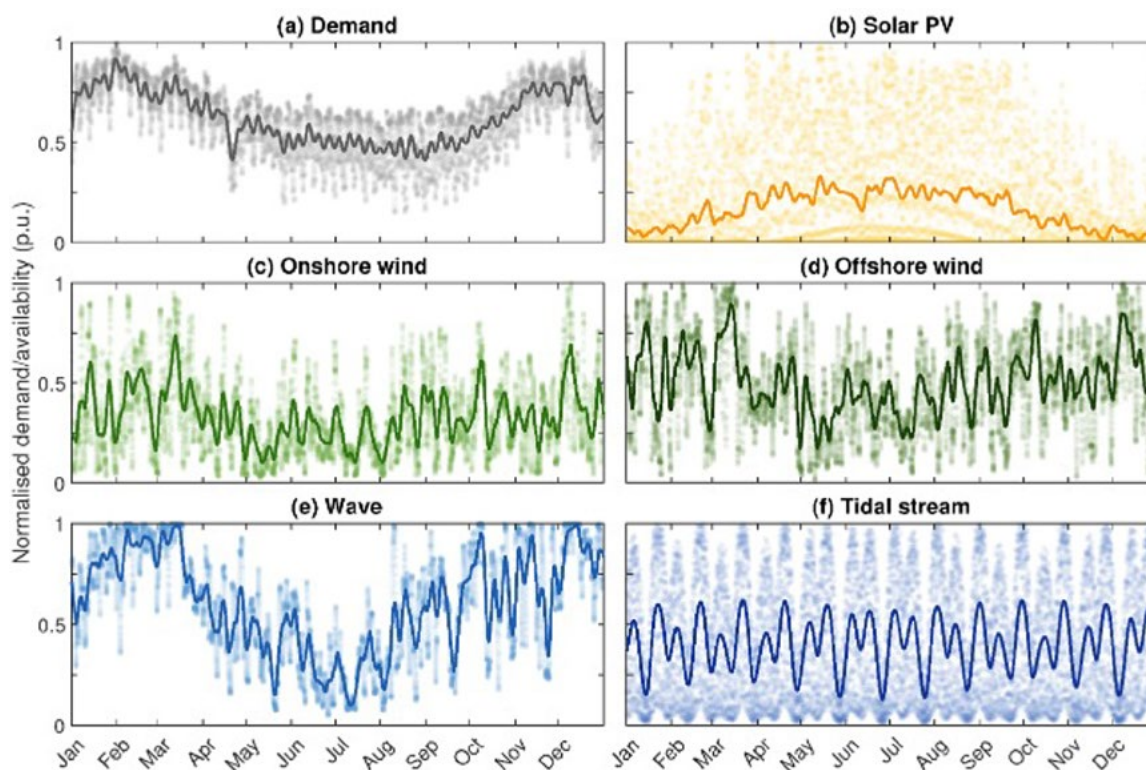 (a) Demand
(b) Solar PV
1
0.5
0
(c) Onshore wind
(d) Offshore wind
1
0.5
0
(e) Wave
(f) Tidal stream
1
0.5
0
Normalised demand/availability (p.u.)
Jan Feb Mar Apr May Jun Jul Aug Sep Oct Nov Dec
Jan Feb Mar Apr May Jun Jul Aug Sep Oct Nov Dec